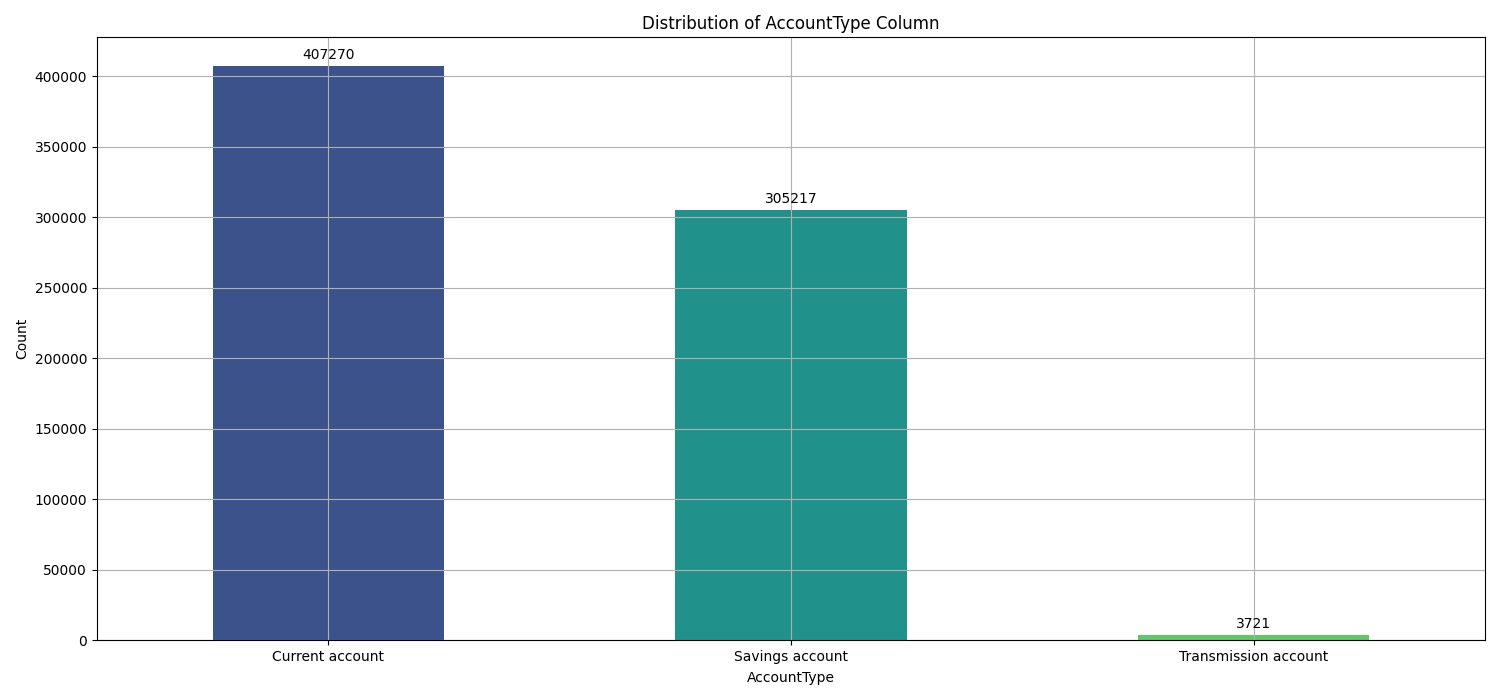 Distribution of AccountType Column
407270
305217
3721
400000
350000
300000
250000
200000
150000
100000
50000
0
Count
Current account
Savings account
Transmission account
AccountType